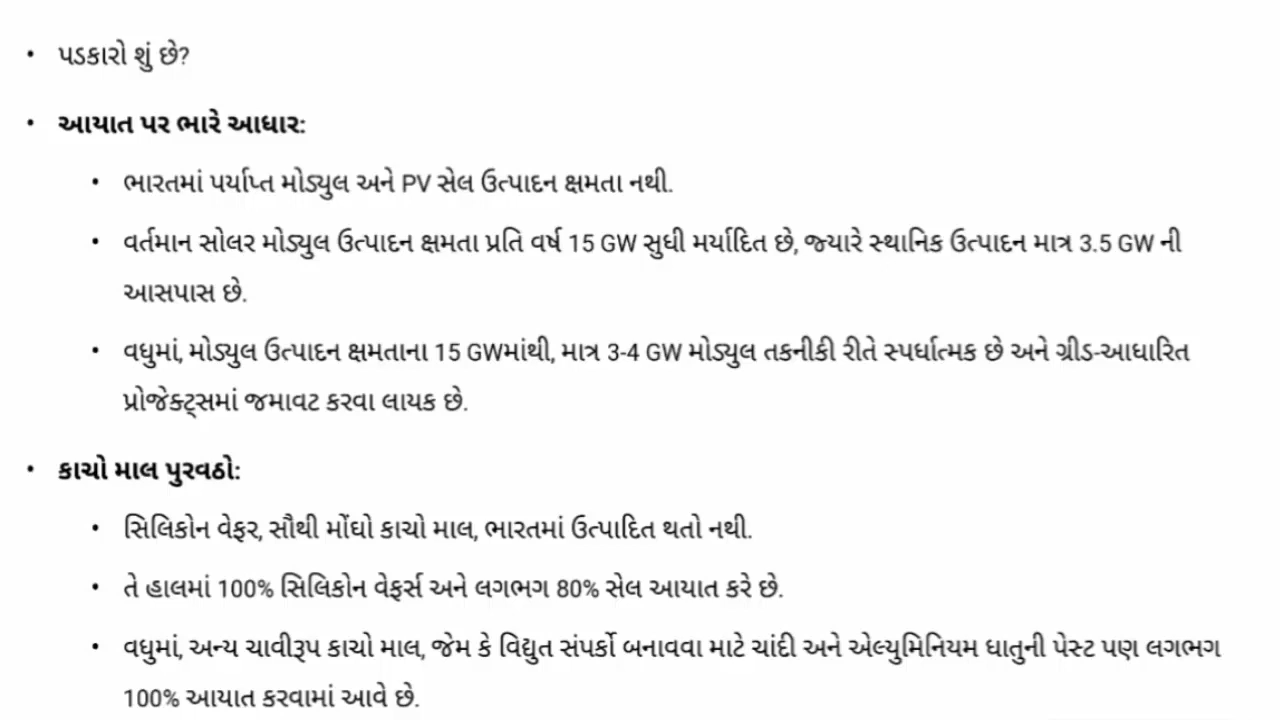 • પડકારો શું છે?
• આયાત પર ભારે આધાર:
• ભારતમાં પર્યાપ્ત મોડ્યુલ અને PV સેલ ઉત્પાદન ક્ષમતા નથી.
• વર્તમાન સોલર મોડ્યુલ ઉત્પાદન ક્ષમતા પ્રતિ વર્ષ 15 GW સુધી મર્યાદિત છે, જ્યારે સ્થાનિક ઉત્પાદન માત્ર 3.5 GW ની
આસપાસ છે.
• વધુમાં, મોડ્યુલ ઉત્પાદન ક્ષમતાના 15 GWમાંથી, માત્ર 3-4 GW મોડ્યુલ તકનીકી રીતે સ્પર્ધાત્મક છે અને ગ્રીડ-આધારિત
પ્રોજેક્ટ્સમાં જમાવટ કરવા લાયક છે.
• કાચો માલ પુરવઠો:
• સિલિકોન વેફર, સૌથી મોંઘો કાચો માલ, ભારતમાં ઉત્પાદિત થતો નથી.
• તે હાલમાં 100% સિલિકોન વેફર્સ અને લગભગ 80% સેલ આયાત કરે છે.
• વધુમાં, અન્ય ચાવીરૂપ કાચો માલ, જેમ કે વિદ્યુત સંપર્કો બનાવવા માટે ચાંદી અને એલ્યુમિનિયમ ધાતુની પેસ્ટ પણ લગભગ
100% આયાત કરવામાં આવે છે.